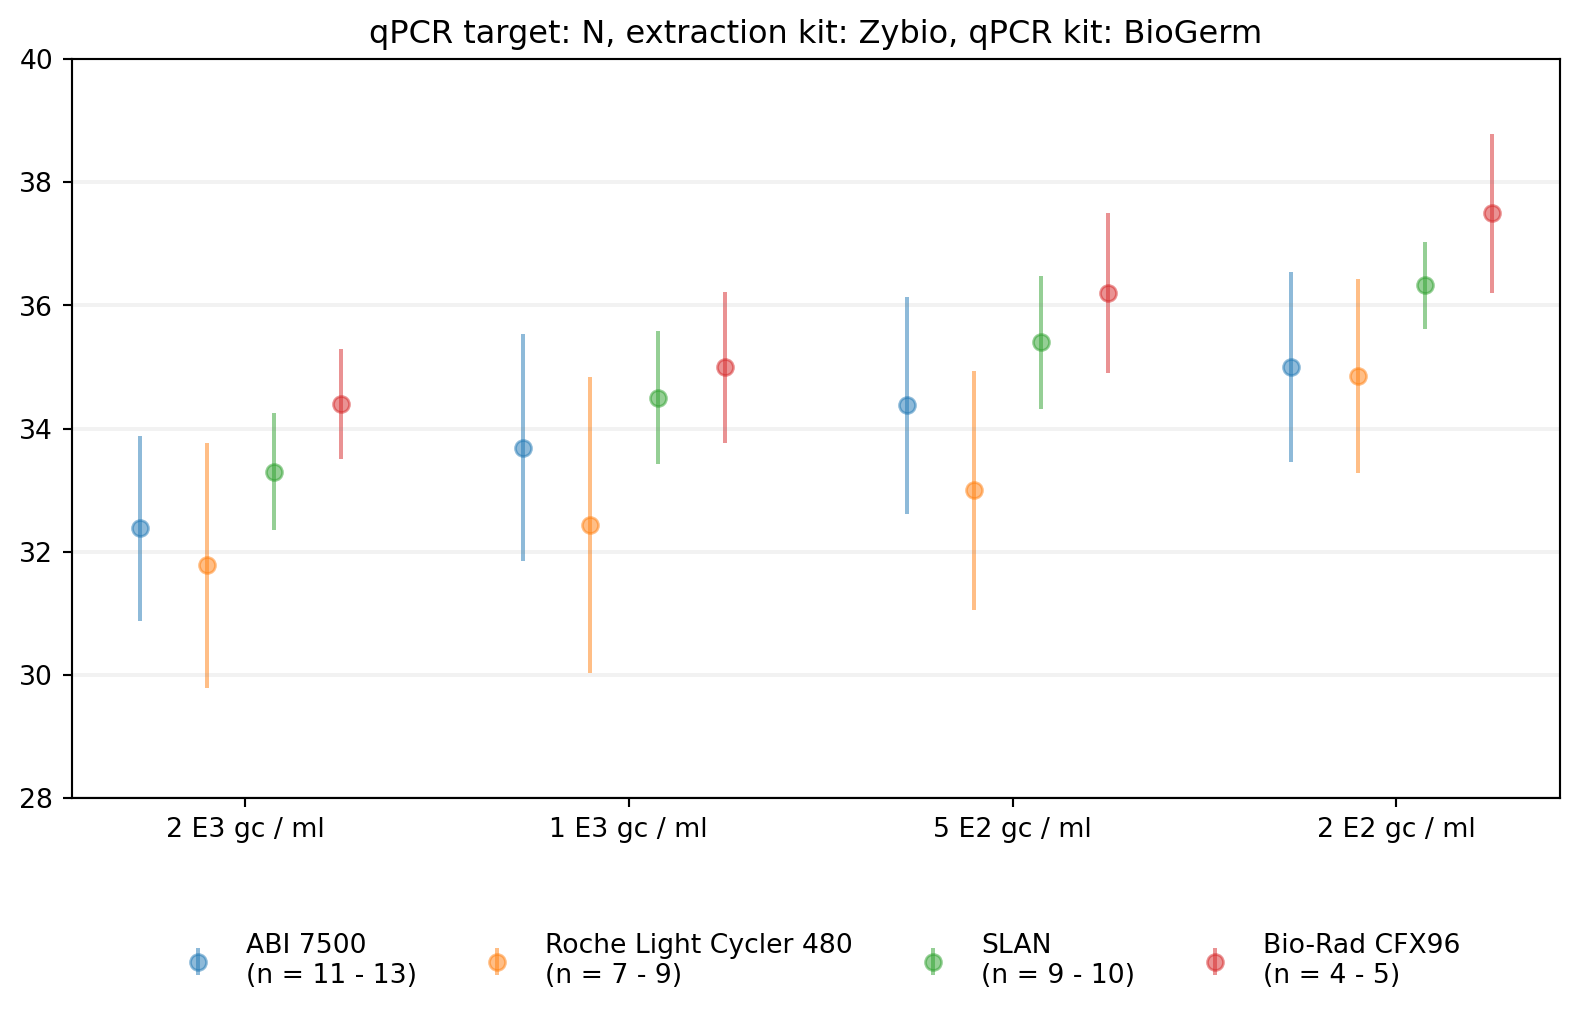 qPCR target: N, extraction kit: Zybio, qPCR kit: BioGerm
40
38
36
34
32
30
28
2 E3 gc / ml
1 E3 gc / ml
5 E2 gc / ml
2 E2 gc / ml
ABI 7500
(n = 11 - 13)
Roche Light Cycler 480
(n = 7 - 9)
SLAN
(n = 9 - 10)
Bio-Rad CFX96
(n = 4 - 5)